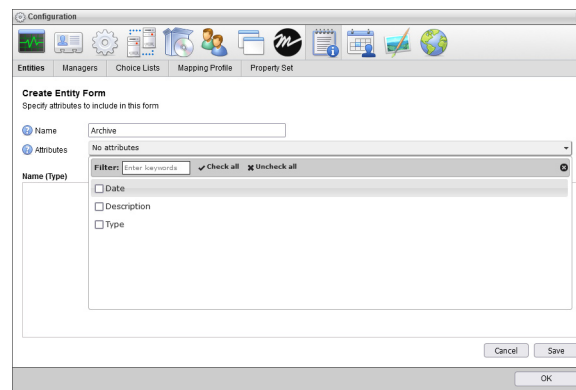 Configuration
Entities Managers Choice Lists Mapping Profile Property Set
Create Entity Form
Specify attributes to include in this form
Name Archive
Attributes No attributes
Filter: Enter keywords Check all Uncheck all
Name (Type)
Date
Description
Type
Cancel Save
OK